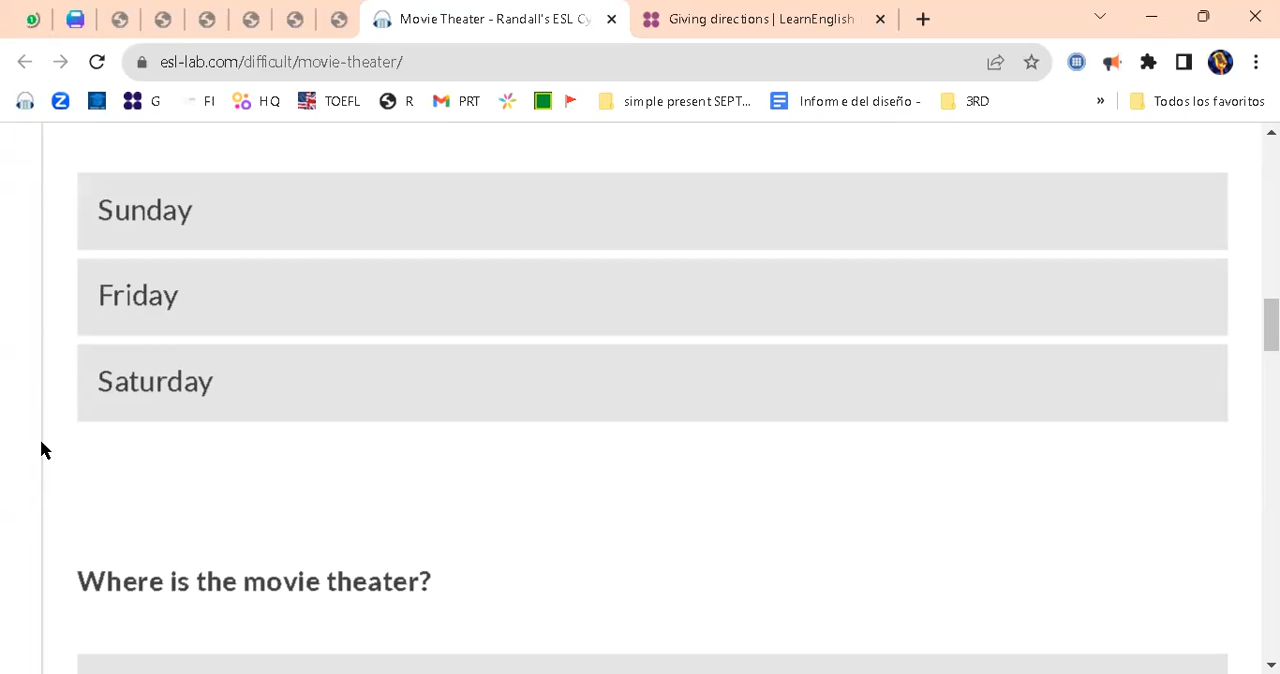 Movie Theater - Randall's ESL Cy
Giving directions | LearnEnglish
esl-lab.com/difficult/movie-theater/
G FI HQ TOEFL R PRT simple present SEPT... Informe del diseño - 3RD » Todos los favoritos
Sunday
Friday
Saturday
Where is the movie theater?